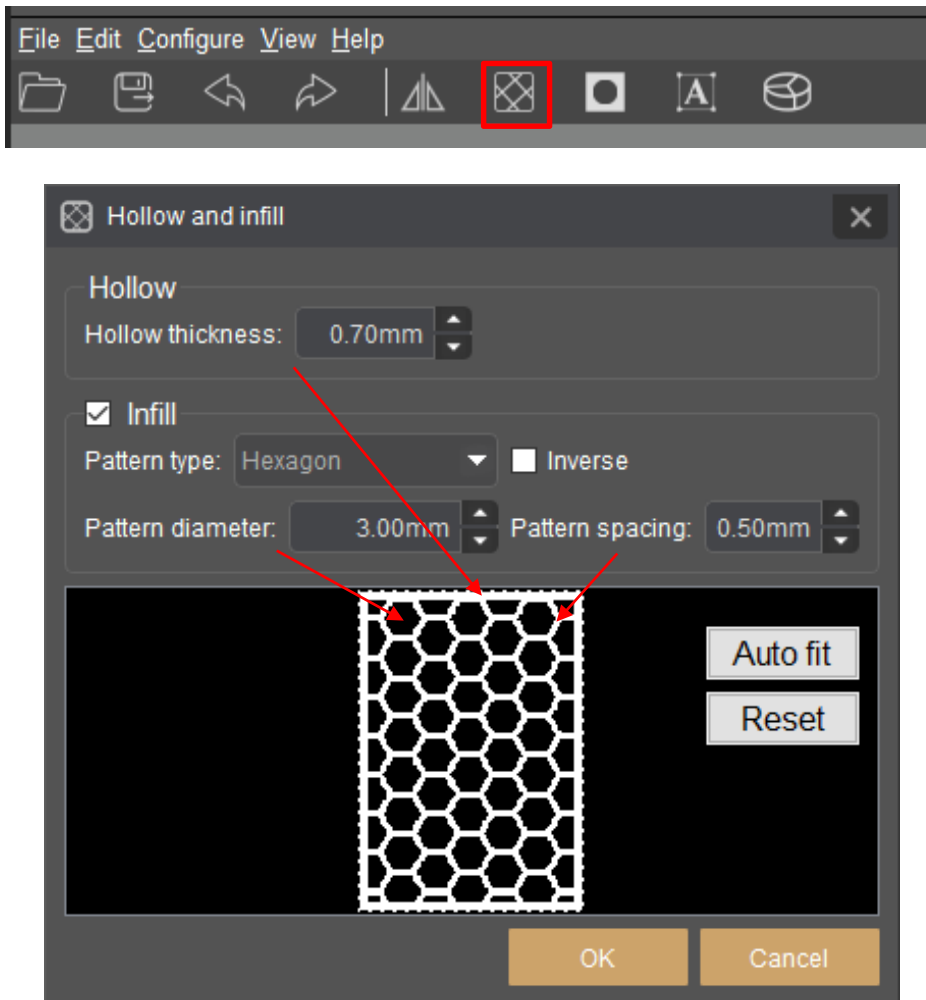 File Edit Configure View Help
A
Hollow and infill
Hollow
Hollow thickness: 0.70mm
Infill
Pattern type: Hexagon Inverse
Pattern diameter: 3.00mm Pattern spacing: 0.50mm
Auto fit
Reset
OK Cancel